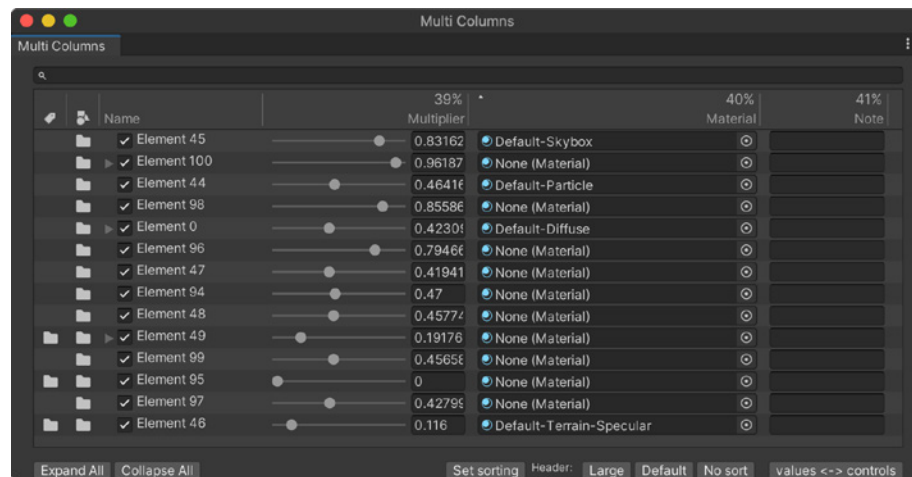 Multi Columns
Multi Columns
39% 40% 41%
Name Multiplier Material Note
Element 45 0.83162 Default-Skybox
Element 100 0.96187 None (Material)
Element 44 0.46416 Default-Particle
Element 98 0.85586 None (Material)
Element 0 0.42309 Default-Diffuse
Element 96 0.79466 None (Material)
Element 47 0.41941 None (Material)
Element 94 0.47 None (Material)
Element 48 0.45774 None (Material)
Element 49 0.19176 None (Material)
Element 99 0.45658 None (Material)
Element 95 0 None (Material)
Element 97 0.42799 None (Material)
Element 46 0.116 Default-Terrain-Specular
Expand All Collapse All Set sorting Header: Large Default No sort values <-> controls